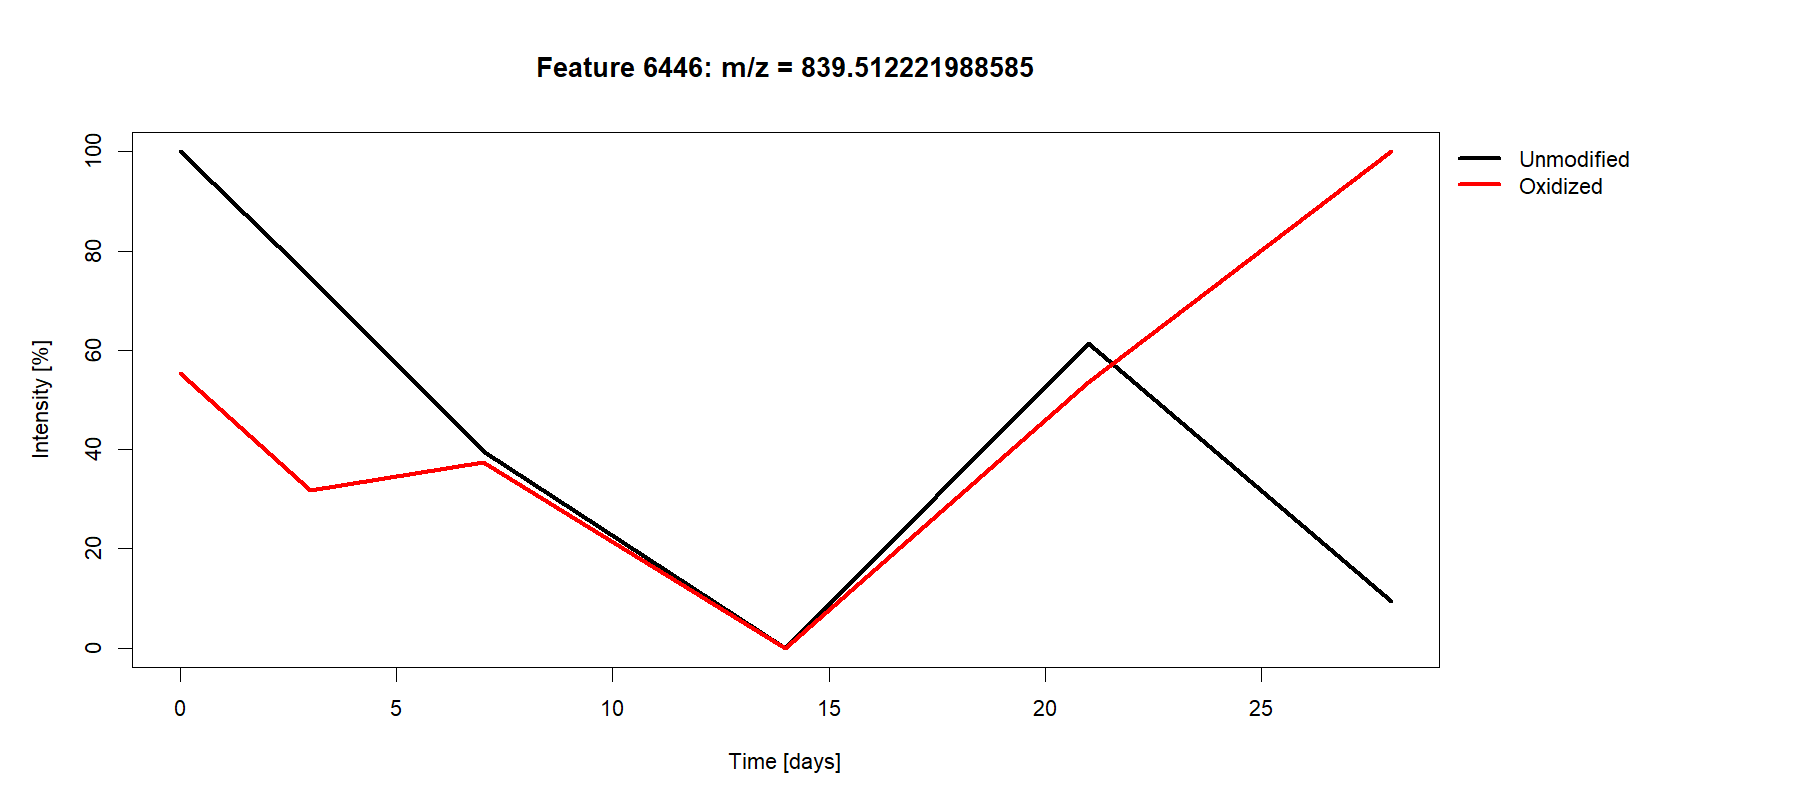 Feature 6446: m/z = 839.512221988585
Unmodified
Oxidized
Intensity [%]
100
80
60
40
20
0
0 5 10 15 20 25
Time [days]